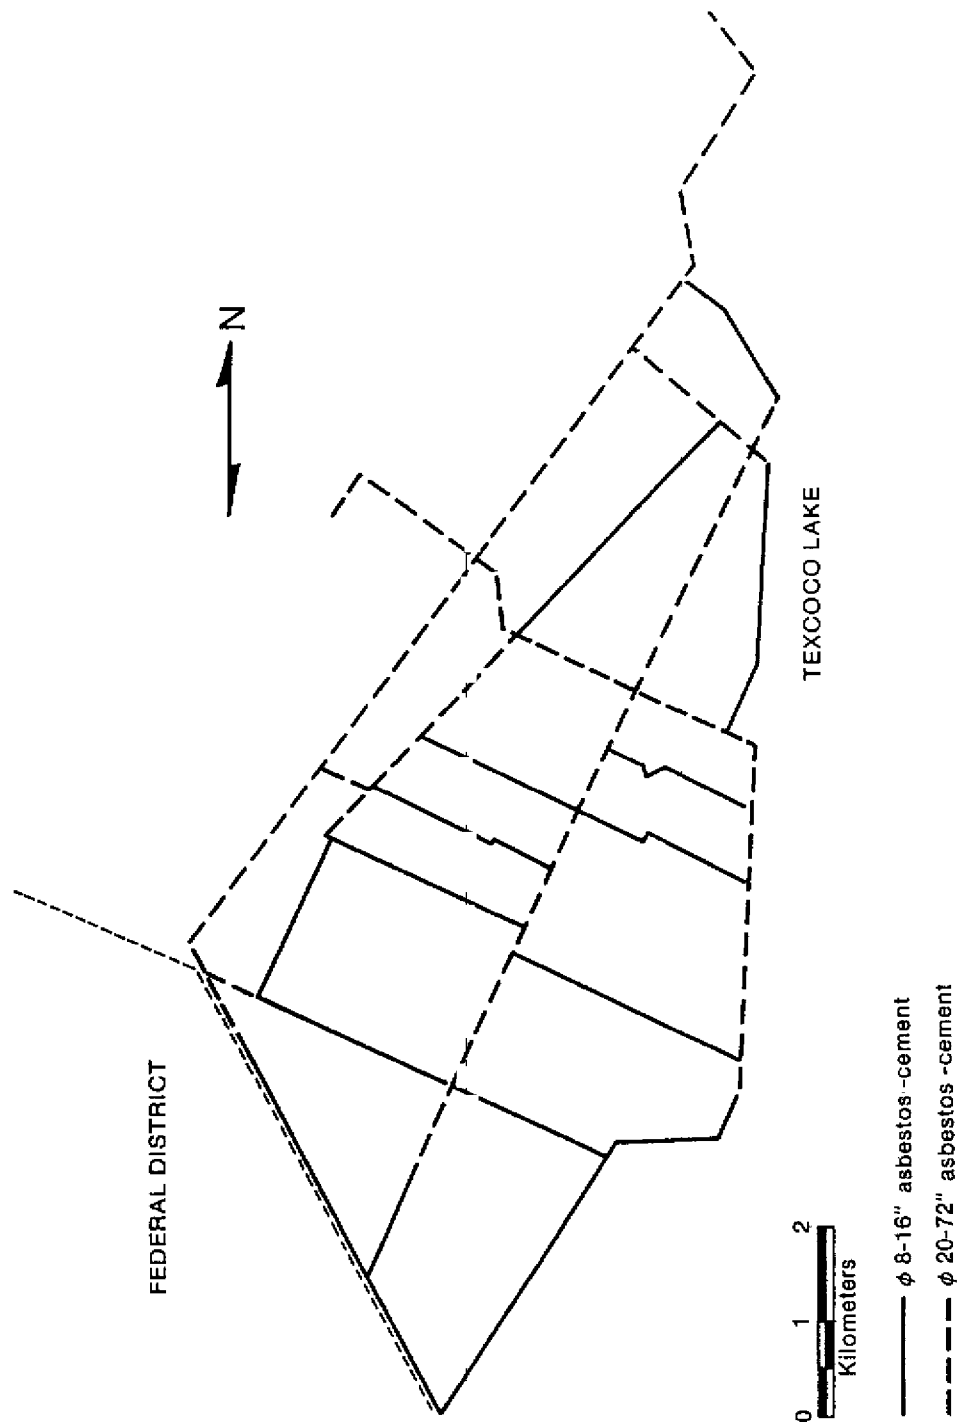 N
FEDERAL DISTRICT
TEXCOCO LAKE
0 1 2
Kilometers
ϕ 8-16" asbestos-cement
ϕ 20-72" asbestos-cement